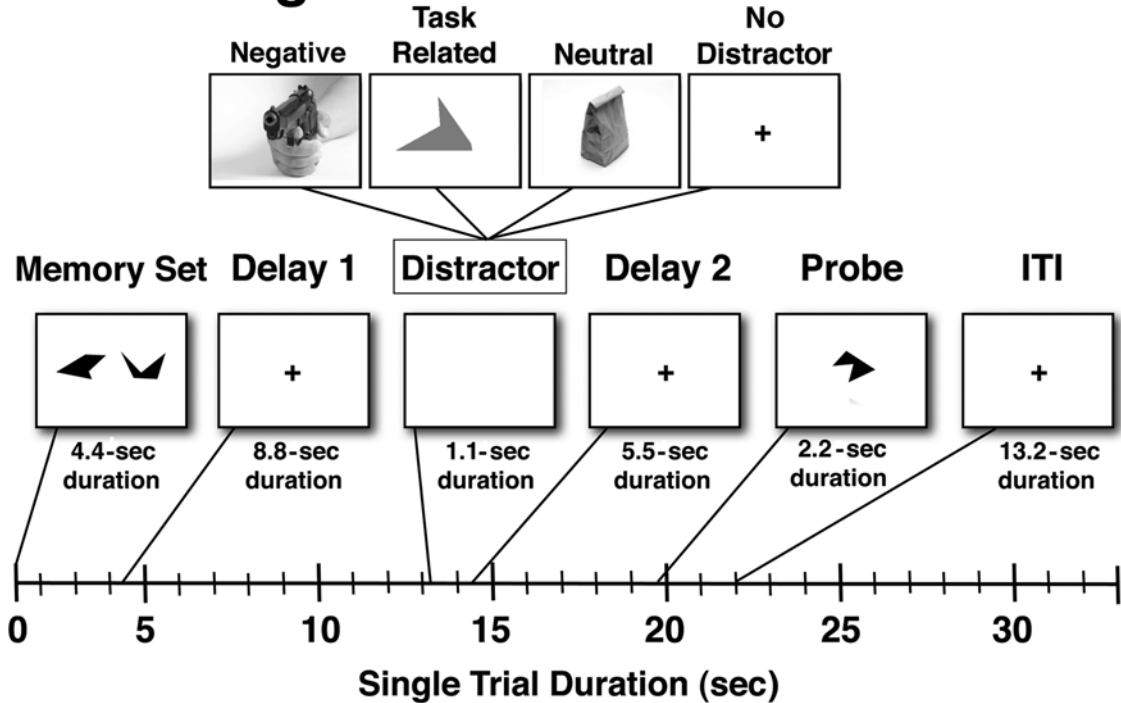 Task
No
Negative
Related
Neutral
Distractor
+
Memory Set
Delay 1
Distractor
Delay 2
Probe
ITI
+
+
+
4.4-sec
duration
8.8-sec
duration
1.1-sec
duration
5.5-sec
duration
2.2-sec
duration
13.2-sec
duration
0
5
10
15
20
25
30
Single Trial Duration (sec)